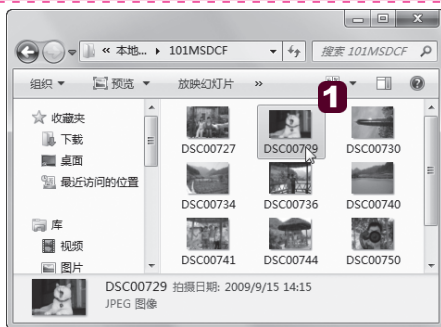 « 本地... ▸ 101MSDCF
搜索 101MSDCF
组织 ▼ 预览 ▼ 放映幻灯片 »
1
收藏夹
下载
桌面
最近访问的位置
库
视频
图片
DSC00727 DSC00729 DSC00730
DSC00734 DSC00736 DSC00740
DSC00741 DSC00744 DSC00750
DSC00729 拍摄日期: 2009/9/15 14:15
JPEG 图像